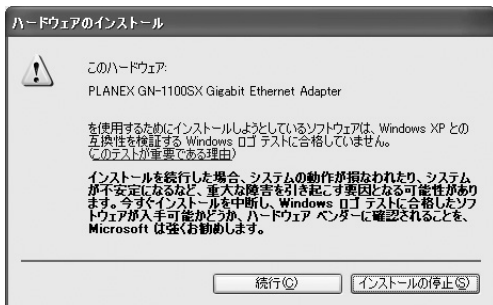 ハードウェアのインストール
このハードウェア:
PLANEX GN-1100SX Gigabit Ethernet Adapter
を使用するためにインストールしようとしているソフトウェアは、Windows XP との
互換性を検証する Windows ロゴ テストに合格していません。
(このテストが重要である理由)
インストールを続行した場合、システムの動作が損なわれたり、システム
が不安定になるなど、重大な障害を引き起こす要因となる可能性があり
ます。今すぐインストールを中断し、Windows ロゴ テストに合格したソフ
トウェアが入手可能かどうか、ハードウェア ベンダーに確認されることを、
Microsoft は強くお勧めします。
続行(C)
インストールの停止(S)